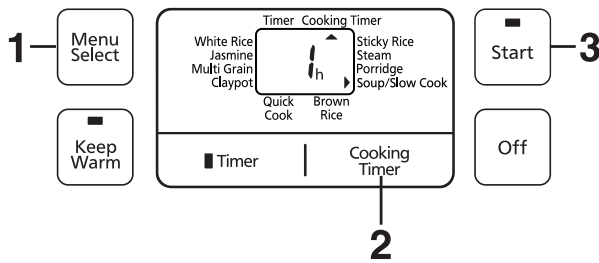 Timer Cooking Timer
1
Menu
Select
White Rice
Jasmine
Multi Grain
Claypot
1h
Sticky Rice
Steam
Porridge
Soup/Slow Cook
Quick
Cook
Brown
Rice
Start
3
Keep
Warm
Timer
Cooking
Timer
Off
2